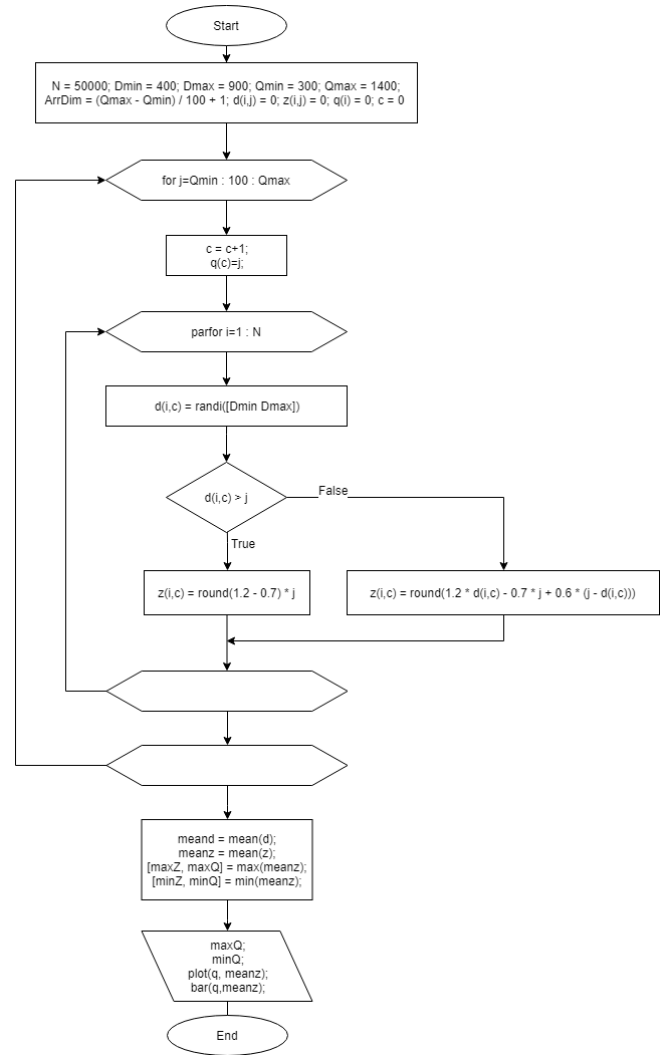 Start
N = 50000; Dmin = 400; Dmax = 900; Qmin = 300; Qmax = 1400;
ArrDim = (Qmax - Qmin) / 100 + 1; d(i,j) = 0; z(i,j) = 0; q(i) = 0; c = 0
for j=Qmin : 100 : Qmax
c = c+1;
q(c)=j;
parfor i=1 : N
d(i,c) = randi([Dmin Dmax])
d(i,c) > j
False
True
z(i,c) = round(1.2 - 0.7) * j
z(i,c) = round(1.2 * d(i,c) - 0.7 * j + 0.6 * (j - d(i,c)))
meand = mean(d);
meanz = mean(z);
[maxZ, maxQ] = max(meanz);
[minZ, minQ] = min(meanz);
maxQ;
minQ;
plot(q, meanz);
bar(q,meanz);
End